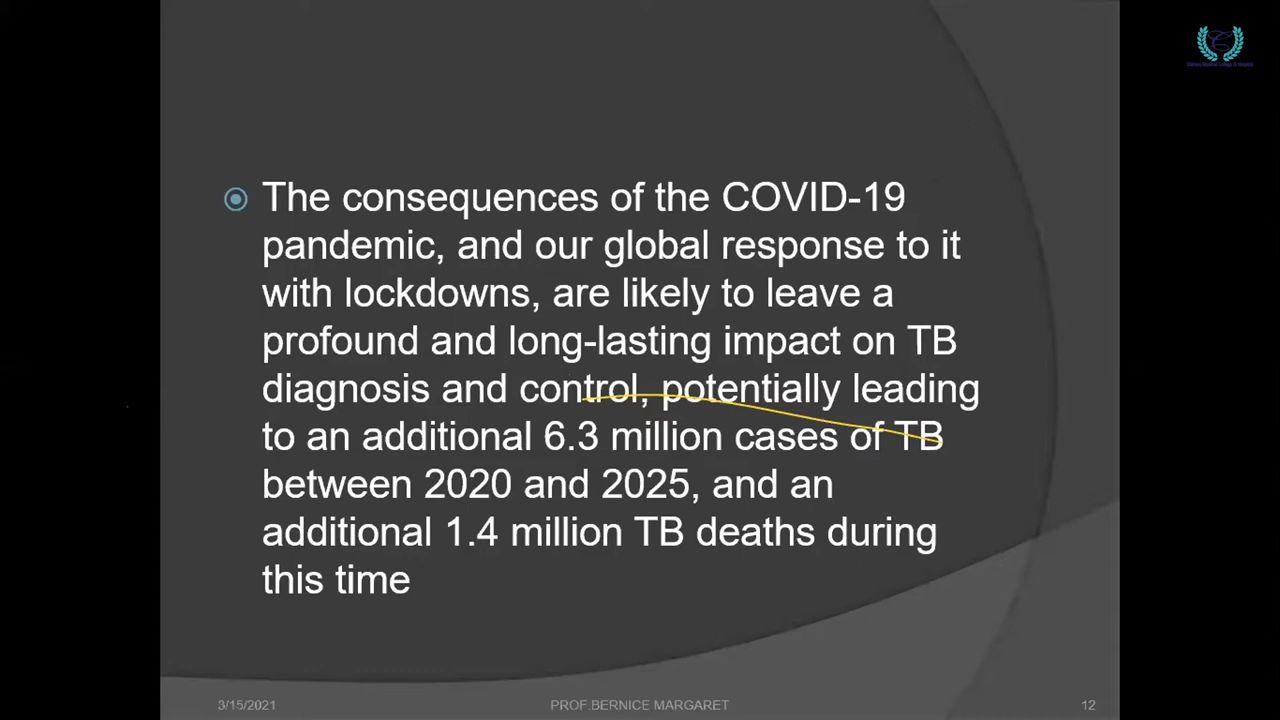 The consequences of the COVID-19
pandemic, and our global response to it
with lockdowns, are likely to leave a
profound and long-lasting impact on TB
diagnosis and control, potentially leading
to an additional 6.3 million cases of TB
between 2020 and 2025, and an
additional 1.4 million TB deaths during
this time
3/15/2021
PROF.BERNICE MARGARET
12